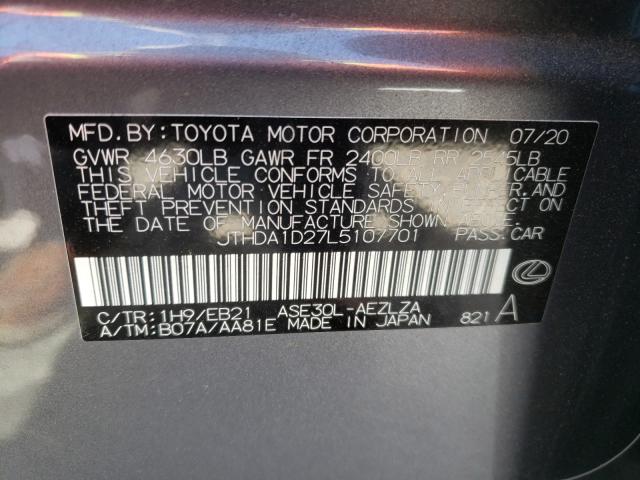 MFD. BY: TOYOTA MOTOR CORPORATION 07/20
GVWR 4630LB GAWR FR 2400LB RR 2545LB
THIS VEHICLE CONFORMS TO ALL APPLICABLE
FEDERAL MOTOR VEHICLE SAFETY, BUMPER, AND
THEFT PREVENTION STANDARDS IN EFFECT ON
THE DATE OF MANUFACTURE SHOWN ABOVE.
JTHDA1D27L5107701 PASS. CAR
C/TR: 1H9/EB21 ASE30L-AEZLZA
A/TM: B07A/AA81E MADE IN JAPAN 821 A